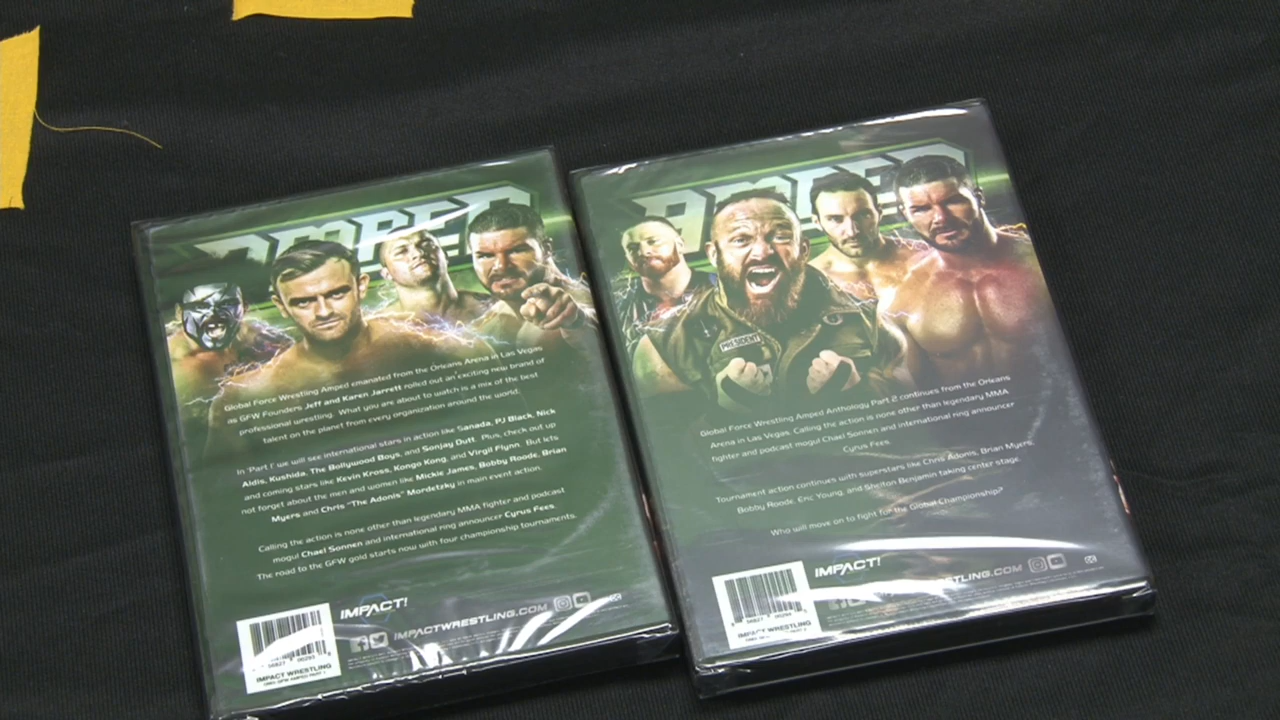 AMPED
Global Force Wrestling Amped emanated from the Orleans Arena in Las Vegas
as GFW Founders Jeff and Karen Jarrett rolled out an exciting new brand of
professional wrestling. What you are about to watch is a mix of the best
talent on the planet from every organization around the world.
In 'Part 1' we will see international stars in action like Sanada, PJ Black, Nick
Aldis, Kushida, The Bollywood Boys, and Sonjay Dutt. Plus, check out up
and coming stars like Kevin Kross, Kongo Kong, and Virgil Flynn. But lets
not forget about the men and women like Mickie James, Bobby Roode, Brian
Myers and Chris "The Adonis" Mordetzky in main event action.
Calling the action is none other than legendary MMA fighter and podcast
mogul Chael Sonnen and international ring announcer Cyrus Fees.
The road to the GFW gold starts now with four championship tournaments.
IMPACT!
IMPACTWRESTLING.COM
IMPACT WRESTLING
AMPED
PRESIDENT
Global Force Wrestling Amped Anthology Part 2 continues from the Orleans
Arena in Las Vegas. Calling the action is none other than legendary MMA
fighter and podcast mogul Chael Sonnen and international ring announcer
Cyrus Fees.
Tournament action continues with superstars like Chris Adonis, Brian Myers,
Bobby Roode, Eric Young, and Shelton Benjamin taking center stage.
Who will move on to fight for the Global Championship?
IMPACT!
WRESTLING.COM
IMPACT WRESTLING